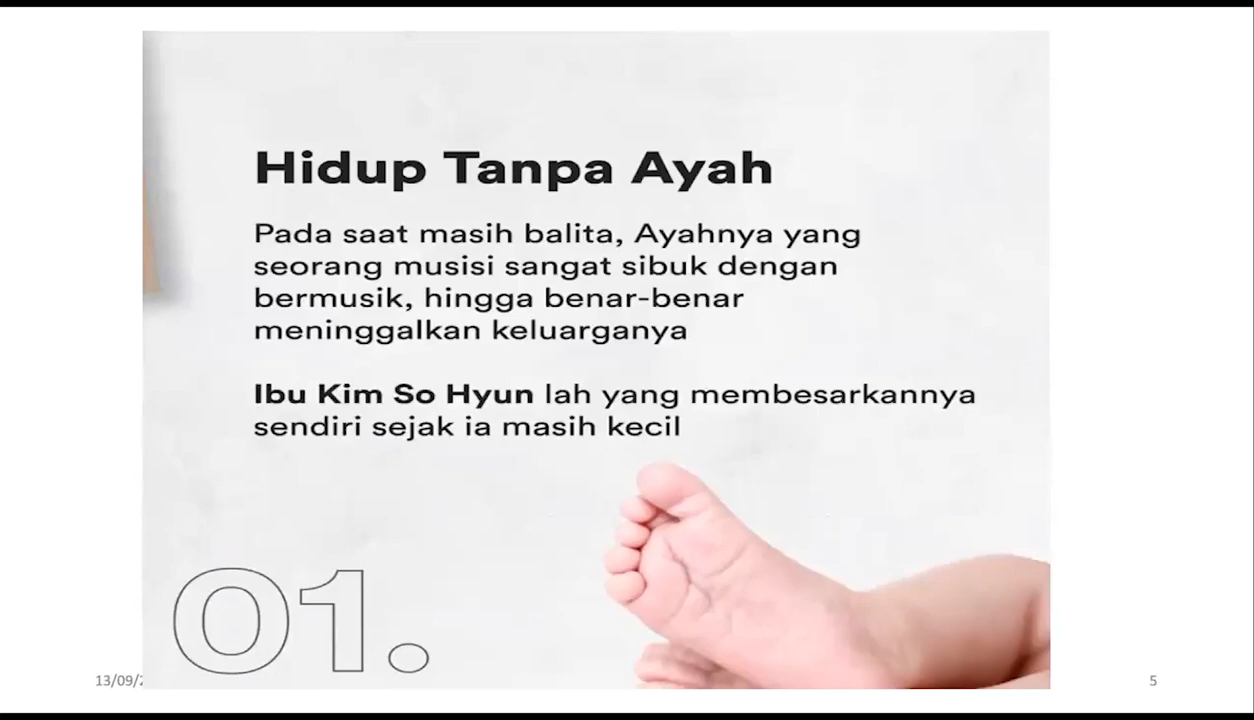 Hidup Tanpa Ayah
Pada saat masih balita, Ayahnya yang
seorang musisi sangat sibuk dengan
bermusik, hingga benar-benar
meninggalkan keluarganya
Ibu Kim So Hyun lah yang membesarkannya
sendiri sejak ia masih kecil
01.
13/09/2
5